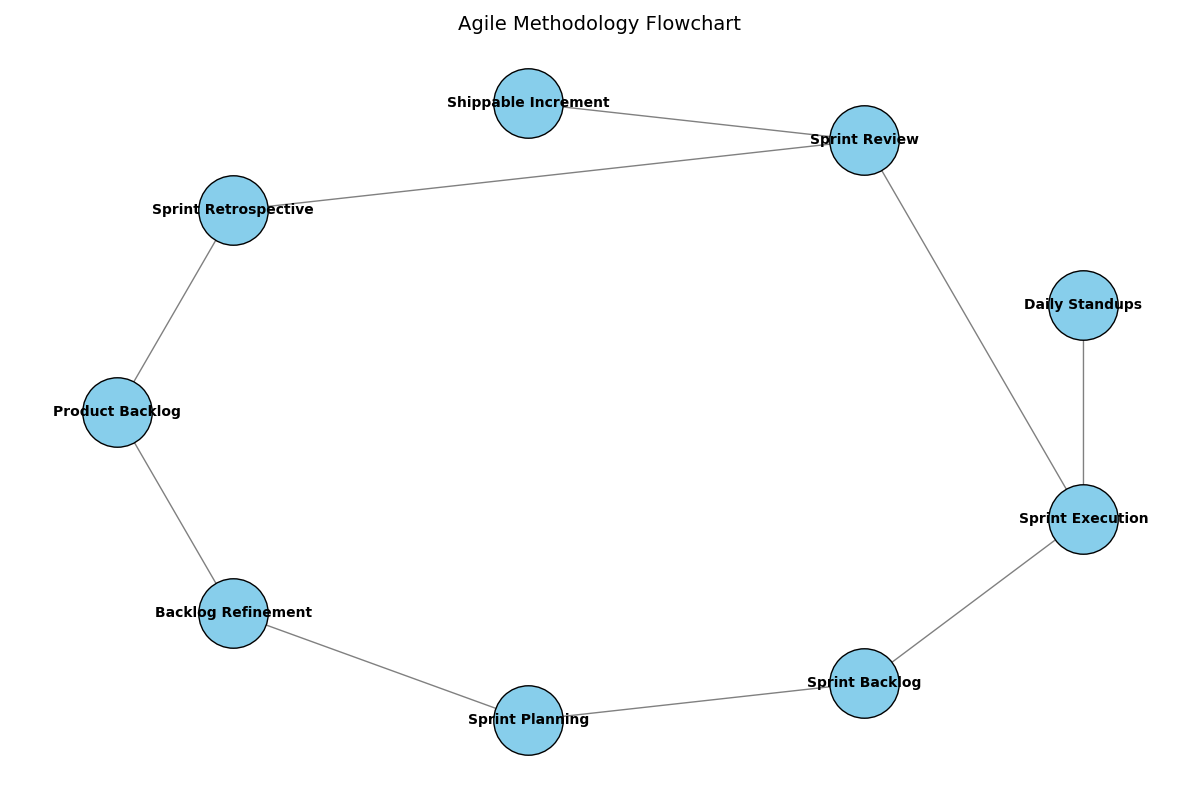 Agile Methodology Flowchart
Shippable Increment
Sprint Review
Sprint Retrospective
Daily Standups
Product Backlog
Sprint Execution
Backlog Refinement
Sprint Backlog
Sprint Planning